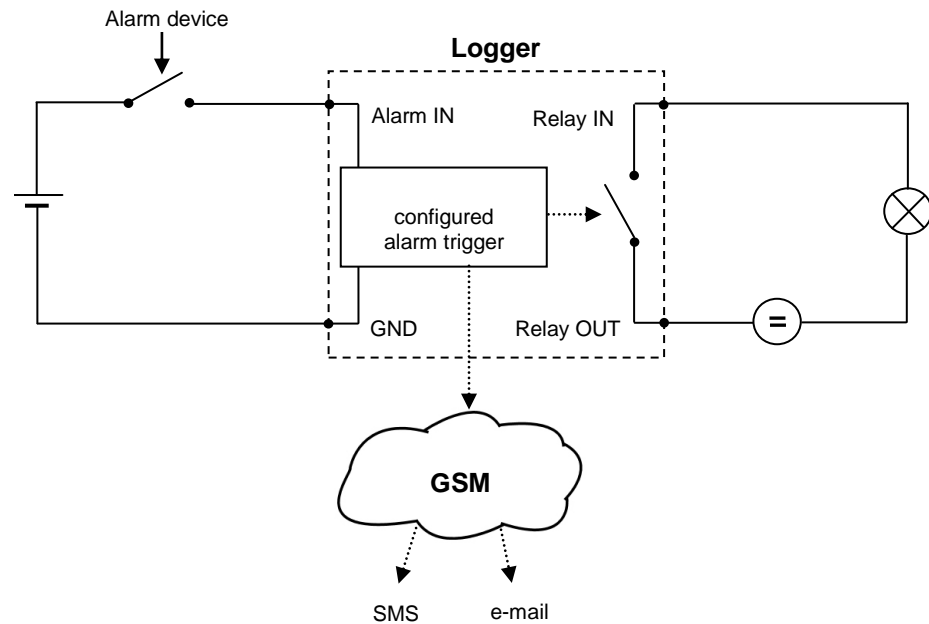 Alarm device
Logger
Alarm IN
Relay IN
configured
alarm trigger
GND
Relay OUT
=
GSM
SMS
e-mail